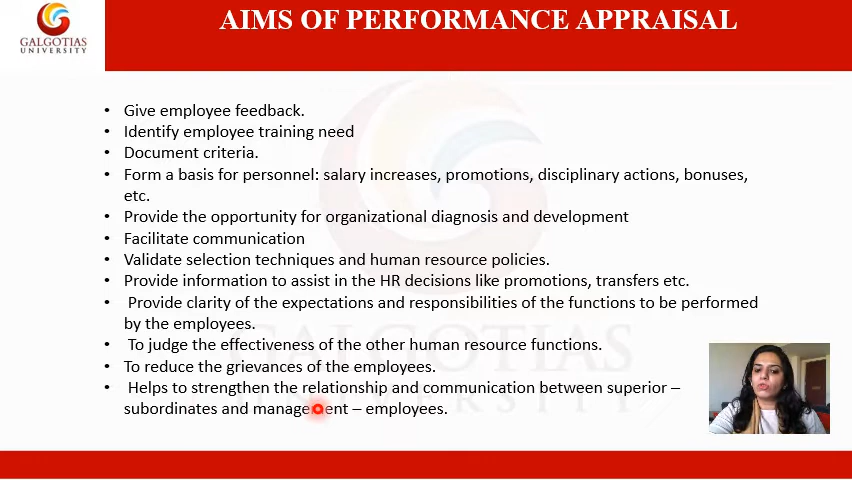 AIMS OF PERFORMANCE APPRAISAL
GALGOTIAS
UNIVERSITY
• Give employee feedback.
• Identify employee training need
• Document criteria.
• Form a basis for personnel: salary increases, promotions, disciplinary actions, bonuses,
etc.
• Provide the opportunity for organizational diagnosis and development
• Facilitate communication
• Validate selection techniques and human resource policies.
• Provide information to assist in the HR decisions like promotions, transfers etc.
• Provide clarity of the expectations and responsibilities of the functions to be performed
by the employees.
• To judge the effectiveness of the other human resource functions.
• To reduce the grievances of the employees.
• Helps to strengthen the relationship and communication between superior –
subordinates and management – employees.
GALGOTIAS